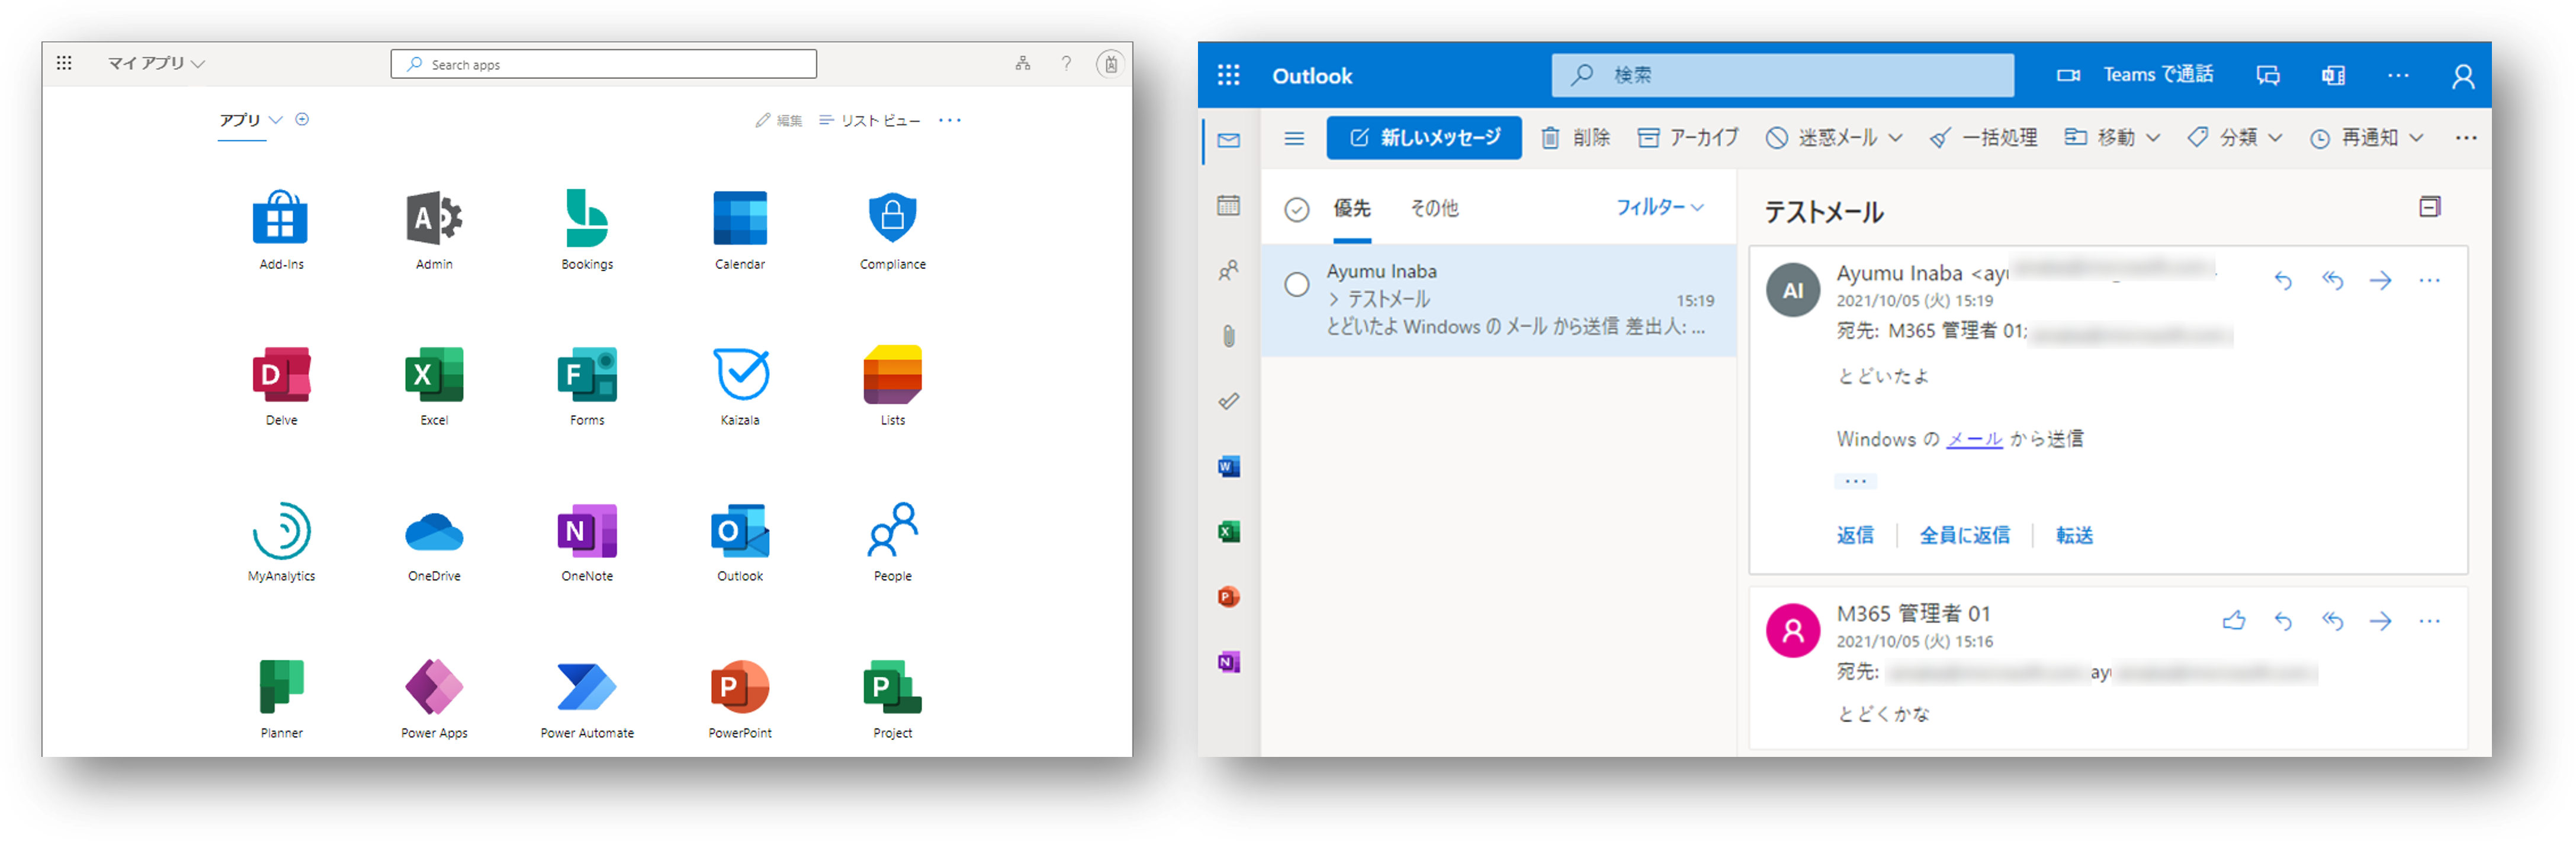 マイ アプリ
Search apps
アプリ
編集
リスト ビュー
Add-Ins
Admin
Bookings
Calendar
Compliance
Delve
Excel
Forms
Kaizala
Lists
MyAnalytics
OneDrive
OneNote
Outlook
People
Planner
Power Apps
Power Automate
PowerPoint
Project
Outlook
検索
Teams で通話
新しいメッセージ
削除
アーカイブ
迷惑メール
一括処理
移動
分類
再通知
優先
その他
フィルター
Ayumu Inaba
> テストメール 15:19
とどいたよ Windows の メール から送信 差出人: ...
テストメール
AI
Ayumu Inaba <ayu
2021/10/05 (火) 15:19
宛先: M365 管理者 01;
とどいたよ
Windows の メール から送信
...
返信
全員に返信
転送
M365 管理者 01
2021/10/05 (火) 15:16
宛先: ayu
とどくかな